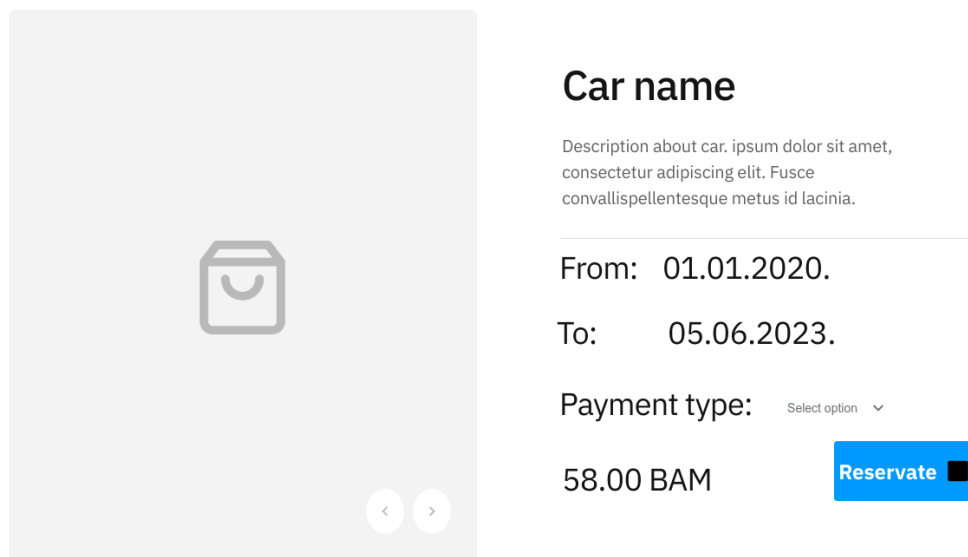 Car name
Description about car. ipsum dolor sit amet,
consectetur adipiscing elit. Fusce
convallispellentesque metus id lacinia.
From: 01.01.2020.
To: 05.06.2023.
Payment type: Select option
58.00 BAM
Reservate